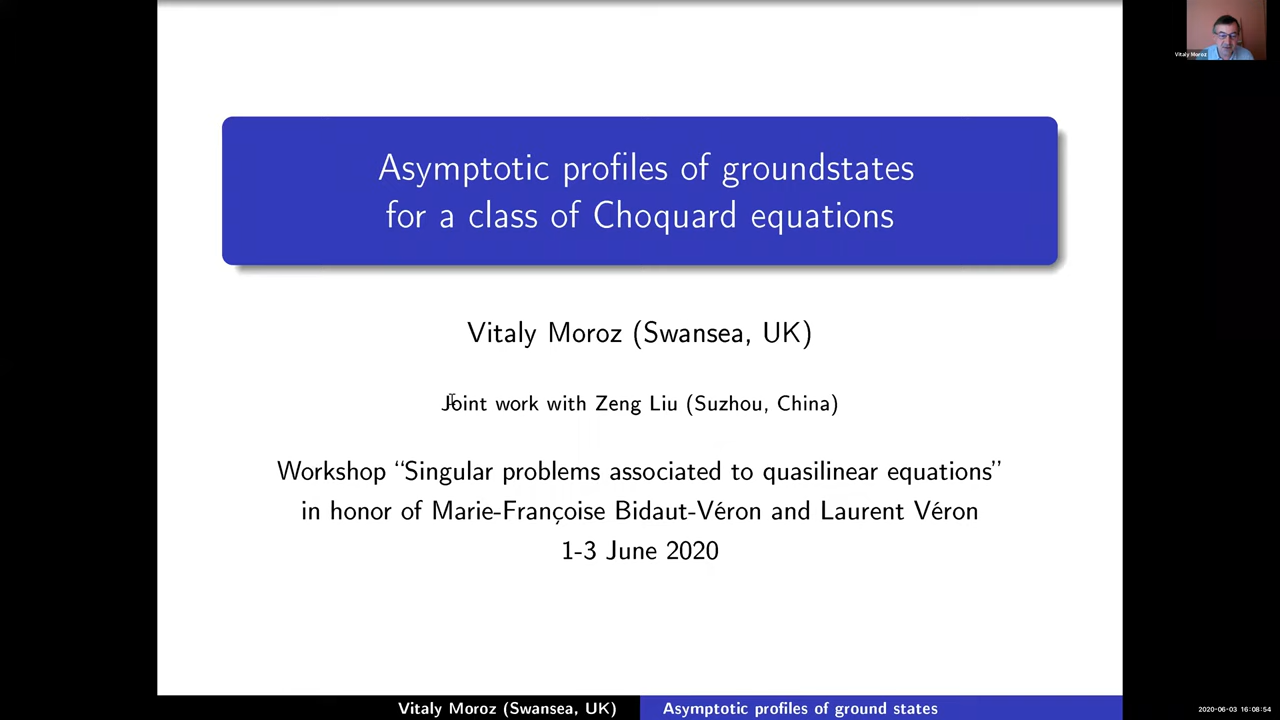 Vitaly Moroz
Asymptotic profiles of groundstates
for a class of Choquard equations
Vitaly Moroz (Swansea, UK)
Joint work with Zeng Liu (Suzhou, China)
Workshop “Singular problems associated to quasilinear equations”
in honor of Marie-Françoise Bidaut-Véron and Laurent Véron
1-3 June 2020
Vitaly Moroz (Swansea, UK) Asymptotic profiles of ground states
2020-06-03 16:08:54